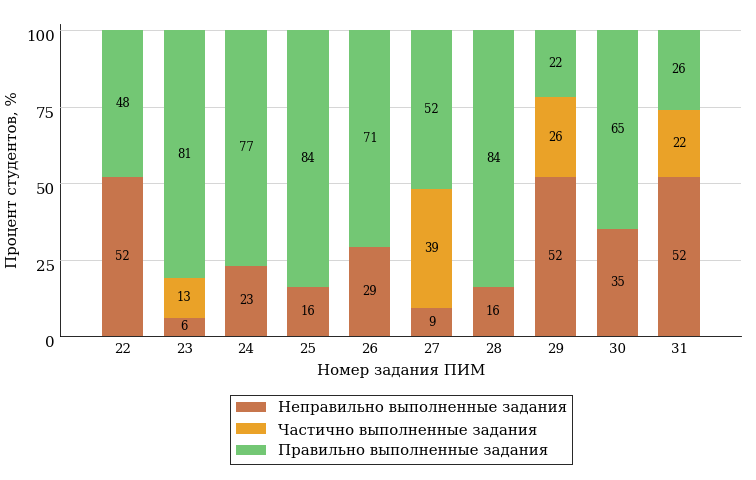 Процент студентов, %
100
75
50
25
0
48 81 77 84 71 52 84 22 65 26
26 22
13 39
52 6 23 16 29 9 16 52 35 52
22 23 24 25 26 27 28 29 30 31
Номер задания ПИМ
Неправильно выполненные задания
Частично выполненные задания
Правильно выполненные задания